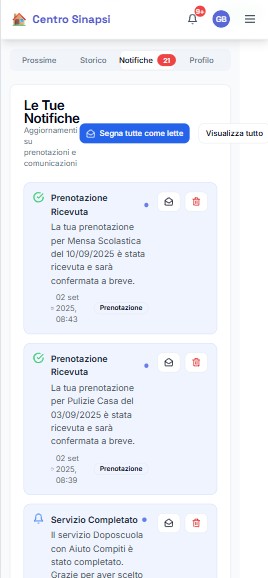 Centro Sinapsi
9+
GB
Prossime
Storico
Notifiche
21
Profilo
Le Tue
Notifiche
Aggiornamenti
su
prenotazioni e
comunicazioni
Segna tutte come lette
Visualizza tutto
Prenotazione
Ricevuta
La tua prenotazione
per Mensa Scolastica
del 10/09/2025 è stata
ricevuta e sarà
confermata a breve.
02 set
2025,
08:43
Prenotazione
Prenotazione
Ricevuta
La tua prenotazione
per Pulizie Casa del
03/09/2025 è stata
ricevuta e sarà
confermata a breve.
02 set
2025,
08:39
Prenotazione
Servizio Completato
Il servizio Doposcuola
con Aiuto Compiti è
stato completato.
Grazie per aver scelto